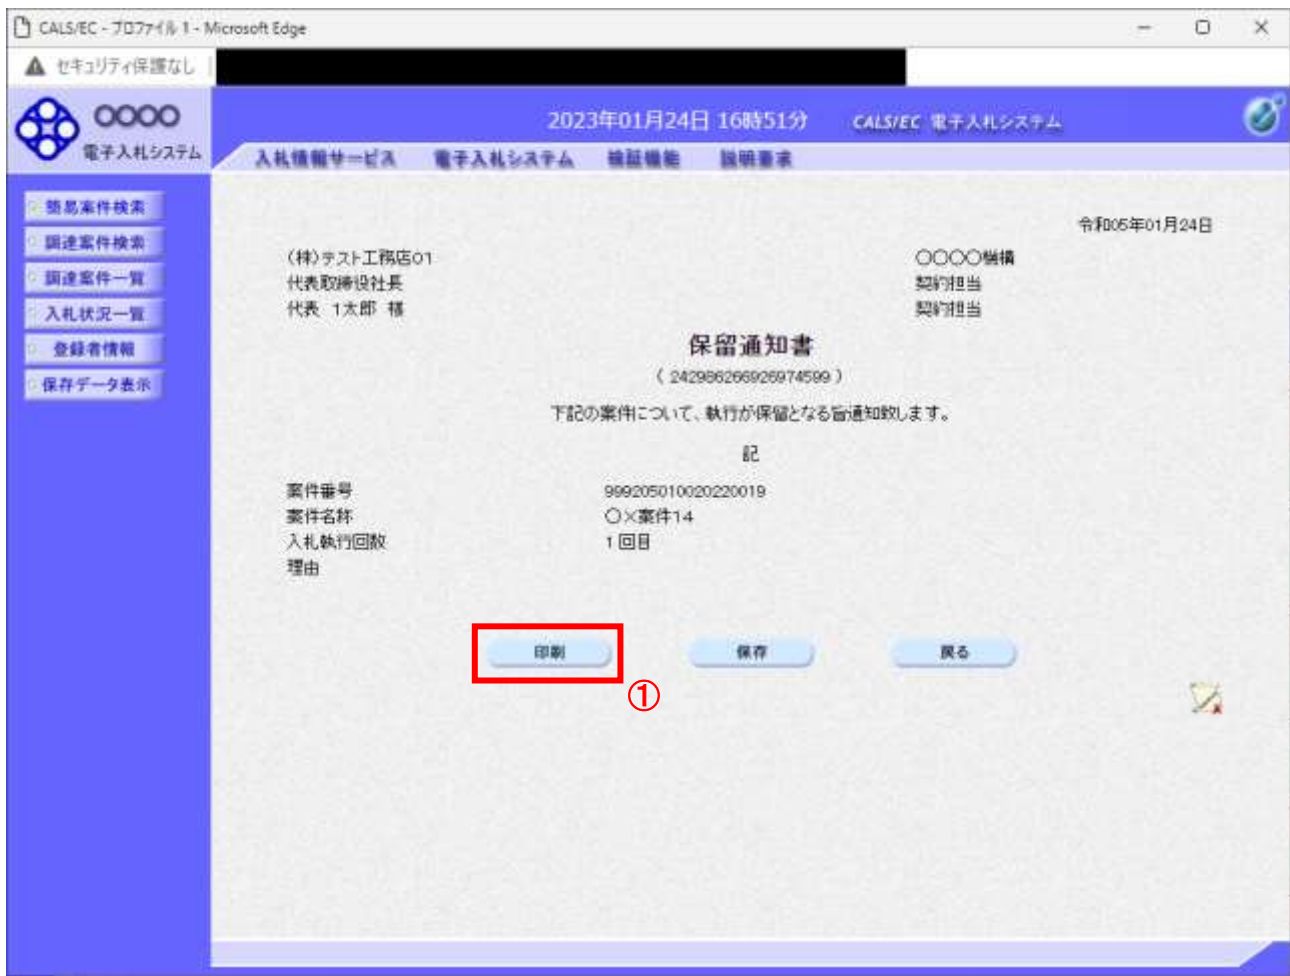 CALS/EC - プロファイル 1 - Microsoft Edge
セキュリティ保護なし
〇〇〇〇
電子入札システム
2023年01月24日 16時51分
CALS/EC 電子入札システム
入札情報サービス 電子入札システム 検証機能 説明要求
簡易案件検索
調達案件検索
調達案件一覧
入札状況一覧
登録者情報
保存データ表示
令和05年01月24日
(株)テスト工務店01
代表取締役社長
代表 1太郎 様
〇〇〇〇機構
契約担当
契約担当
保留通知書
( 242986266926974599 )
下記の案件について、執行が保留となる旨通知致します。
記
案件番号 999205010020220019
案件名称 〇×案件14
入札執行回数 1回目
理由
印刷 保存 戻る
①